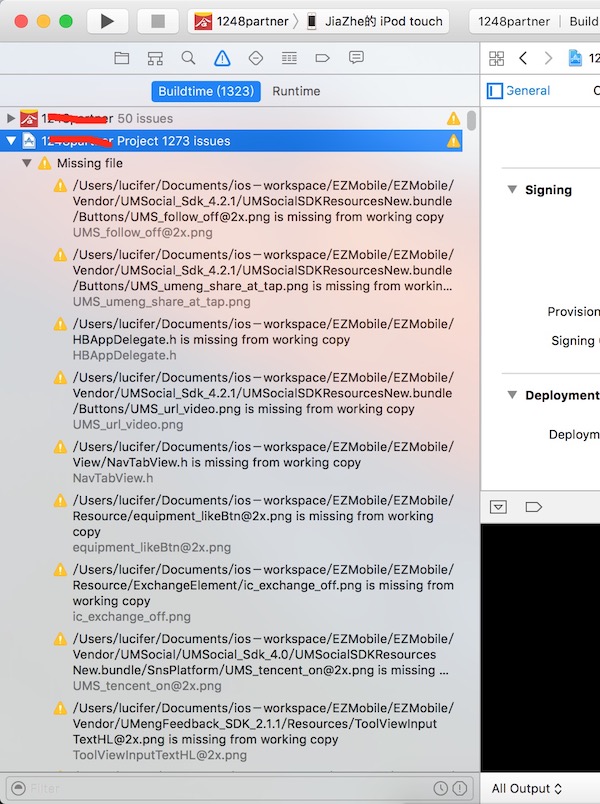 1248partner
JiaZhe的 iPod touch
1248partner | Build
Buildtime (1323)
Runtime
General
50 issues
Project 1273 issues
Missing file
/Users/lucifer/Documents/ios—workspace/EZMobile/EZMobile/
Vendor/UMSocial_Sdk_4.2.1/UMSocialSDKResourcesNew.bundle
/Buttons/UMS_follow_off@2x.png is missing from working copy
UMS_follow_off@2x.png
/Users/lucifer/Documents/ios—workspace/EZMobile/EZMobile/
Vendor/UMSocial_Sdk_4.2.1/UMSocialSDKResourcesNew.bundle
/Buttons/UMS_umeng_share_at_tap.png is missing from workin...
UMS_umeng_share_at_tap.png
/Users/lucifer/Documents/ios—workspace/EZMobile/EZMobile/
HBAppDelegate.h is missing from working copy
HBAppDelegate.h
/Users/lucifer/Documents/ios—workspace/EZMobile/EZMobile/
Vendor/UMSocial_Sdk_4.2.1/UMSocialSDKResourcesNew.bundle
/Buttons/UMS_url_video.png is missing from working copy
UMS_url_video.png
/Users/lucifer/Documents/ios—workspace/EZMobile/EZMobile/
View/NavTabView.h is missing from working copy
NavTabView.h
/Users/lucifer/Documents/ios—workspace/EZMobile/EZMobile/
Resource/equipment_likeBtn@2x.png is missing from working
copy
equipment_likeBtn@2x.png
/Users/lucifer/Documents/ios—workspace/EZMobile/EZMobile/
Resource/ExchangeElement/ic_exchange_off.png is missing from
working copy
ic_exchange_off.png
/Users/lucifer/Documents/ios—workspace/EZMobile/EZMobile/
Vendor/UMSocial/UMSocial_Sdk_4.0/UMSocialSDKResources
New.bundle/SnsPlatform/UMS_tencent_on@2x.png is missing ...
UMS_tencent_on@2x.png
/Users/lucifer/Documents/ios—workspace/EZMobile/EZMobile/
Vendor/UMengFeedback_SDK_2.1.1/Resources/ToolViewInput
TextHL@2x.png is missing from working copy
ToolViewInputTextHL@2x.png
Filter
Signing
Provision
Signing
Deployment
Deploym
All Output